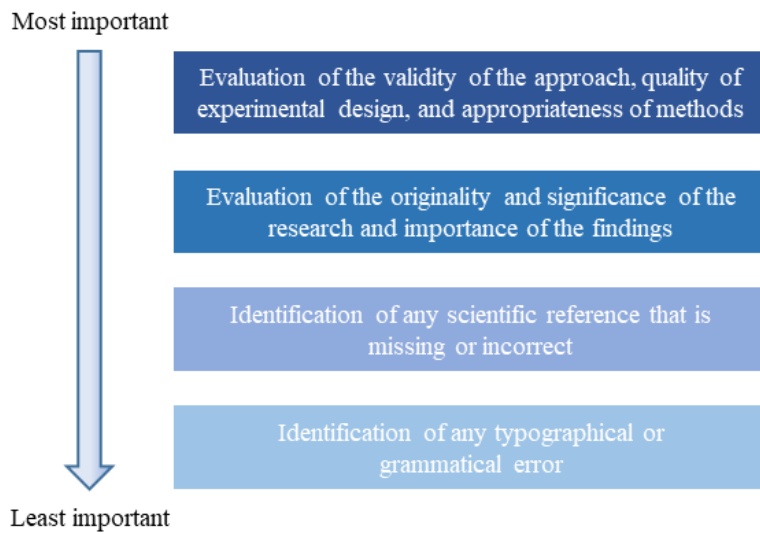 Most important
Evaluation of the validity of the approach, quality of
experimental design, and appropriateness of methods
Evaluation of the originality and significance of the
research and importance of the findings
Identification of any scientific reference that is
missing or incorrect
Identification of any typographical or
grammatical error
Least important